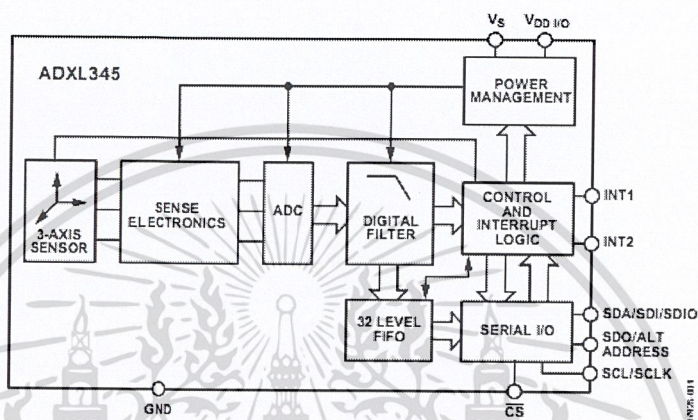 VS VDD I/O
ADXL345
POWER
MANAGEMENT
3-AXIS
SENSOR
SENSE
ELECTRONICS
ADC
DIGITAL
FILTER
CONTROL
AND
INTERRUPT
LOGIC
INT1
INT2
32 LEVEL
FIFO
SERIAL I/O
SDA/SDI/SDIO
SDO/ALT
ADDRESS
SCL/SCLK
GND
CS